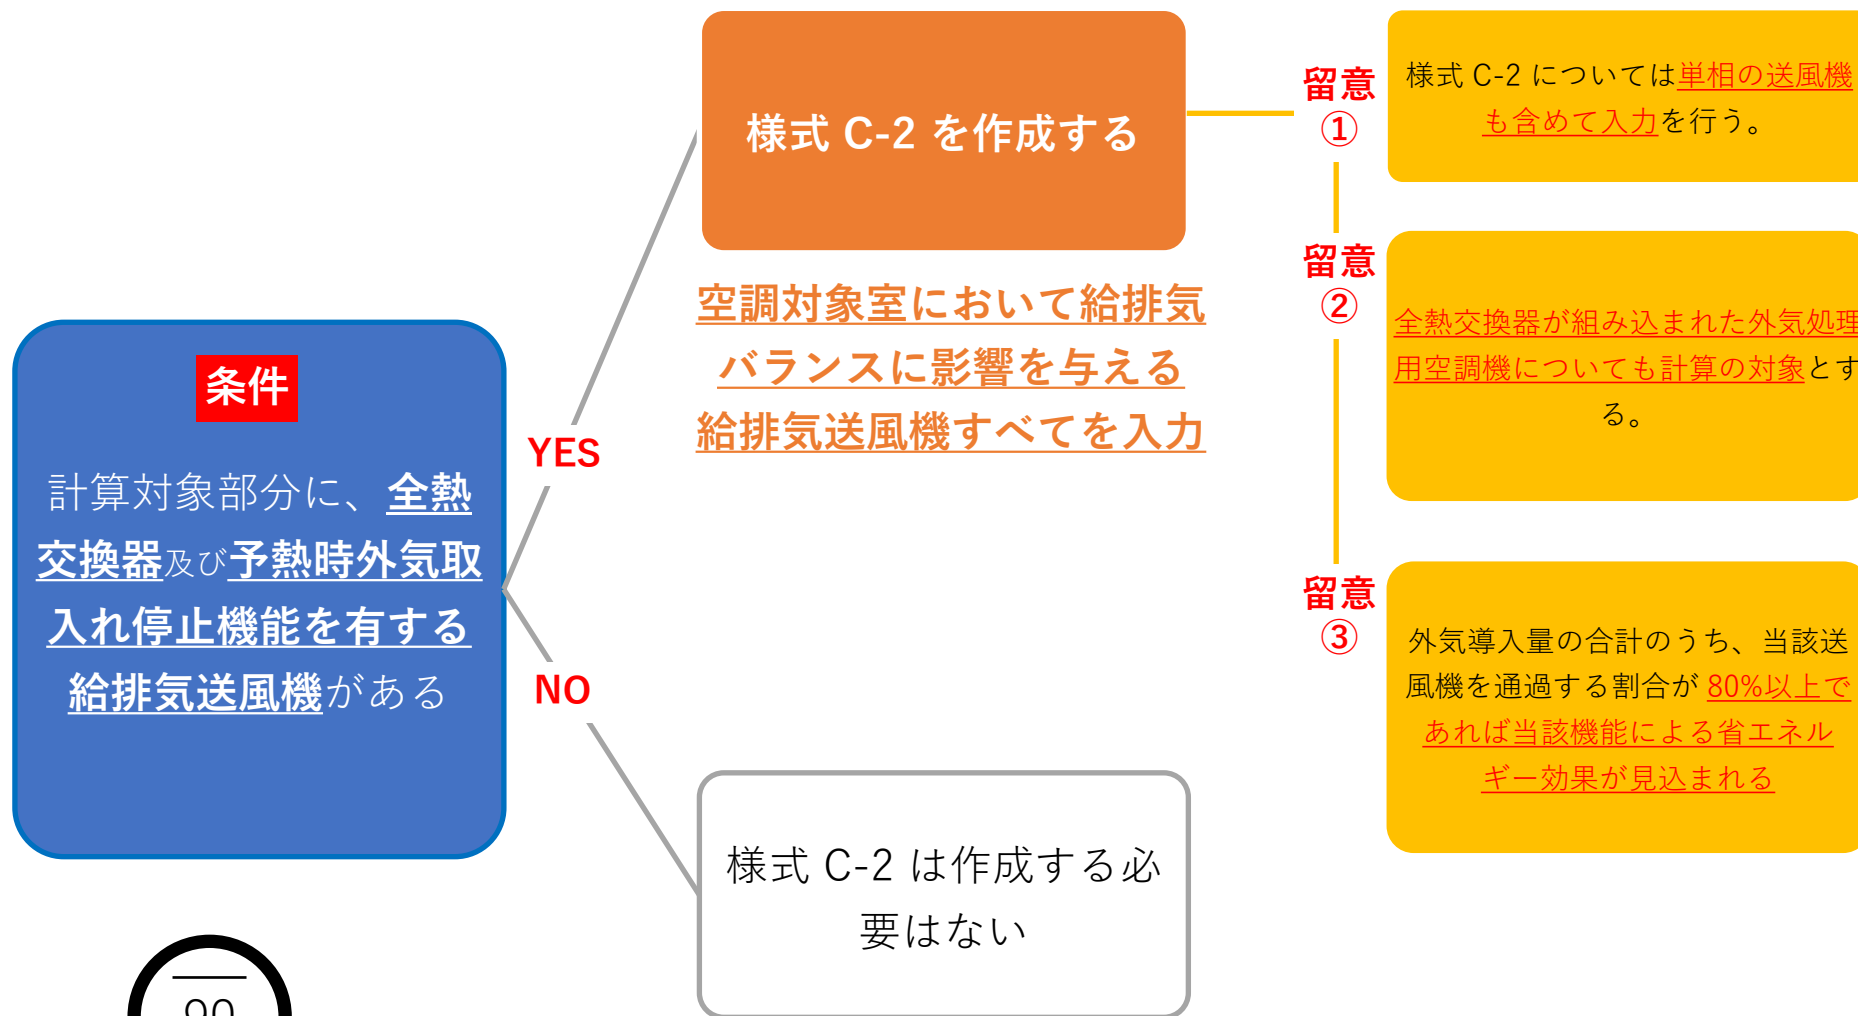 条件
計算対象部分に、全熱
交換器及び予熱時外気取
入れ停止機能を有する
給排気送風機がある
YES
NO
様式 C-2 を作成する
空調対象室において給排気
バランスに影響を与える
給排気送風機すべてを入力
様式 C-2 は作成する必
要はない
留意
①
様式 C-2 については単相の送風機
も含めて入力を行う。
留意
②
全熱交換器が組み込まれた外気処理
用空調機についても計算の対象とす
る。
留意
③
外気導入量の合計のうち、当該送
風機を通過する割合が 80%以上で
あれば当該機能による省エネル
ギー効果が見込まれる